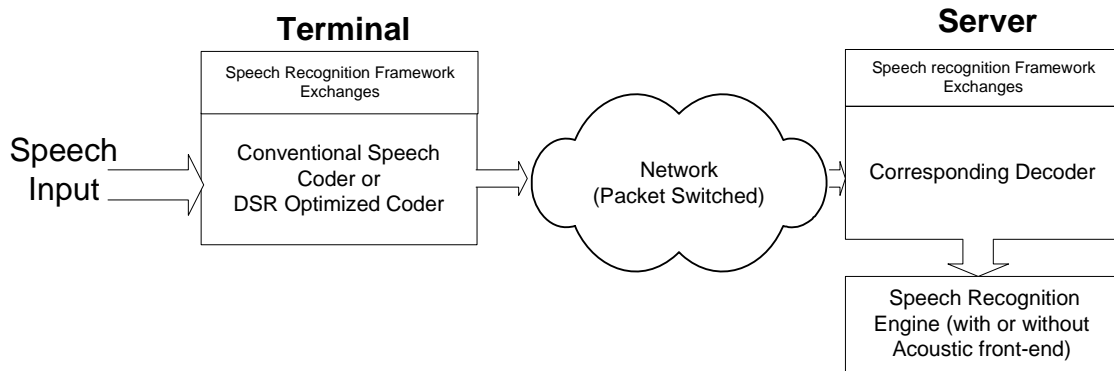 Terminal
Server
Speech Recognition Framework
Exchanges
Speech recognition Framework
Exchanges
Speech
Input
Conventional Speech
Coder or
DSR Optimized Coder
Network
(Packet Switched)
Corresponding Decoder
Speech Recognition
Engine (with or without
Acoustic front-end)